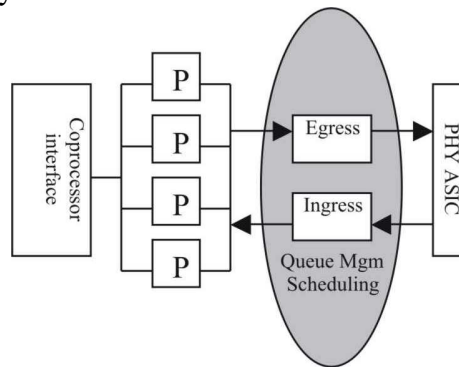 y
P
P
P
P
Coprocessor
interface
Egress
Ingress
Queue Mgm
Scheduling
PHY ASIC